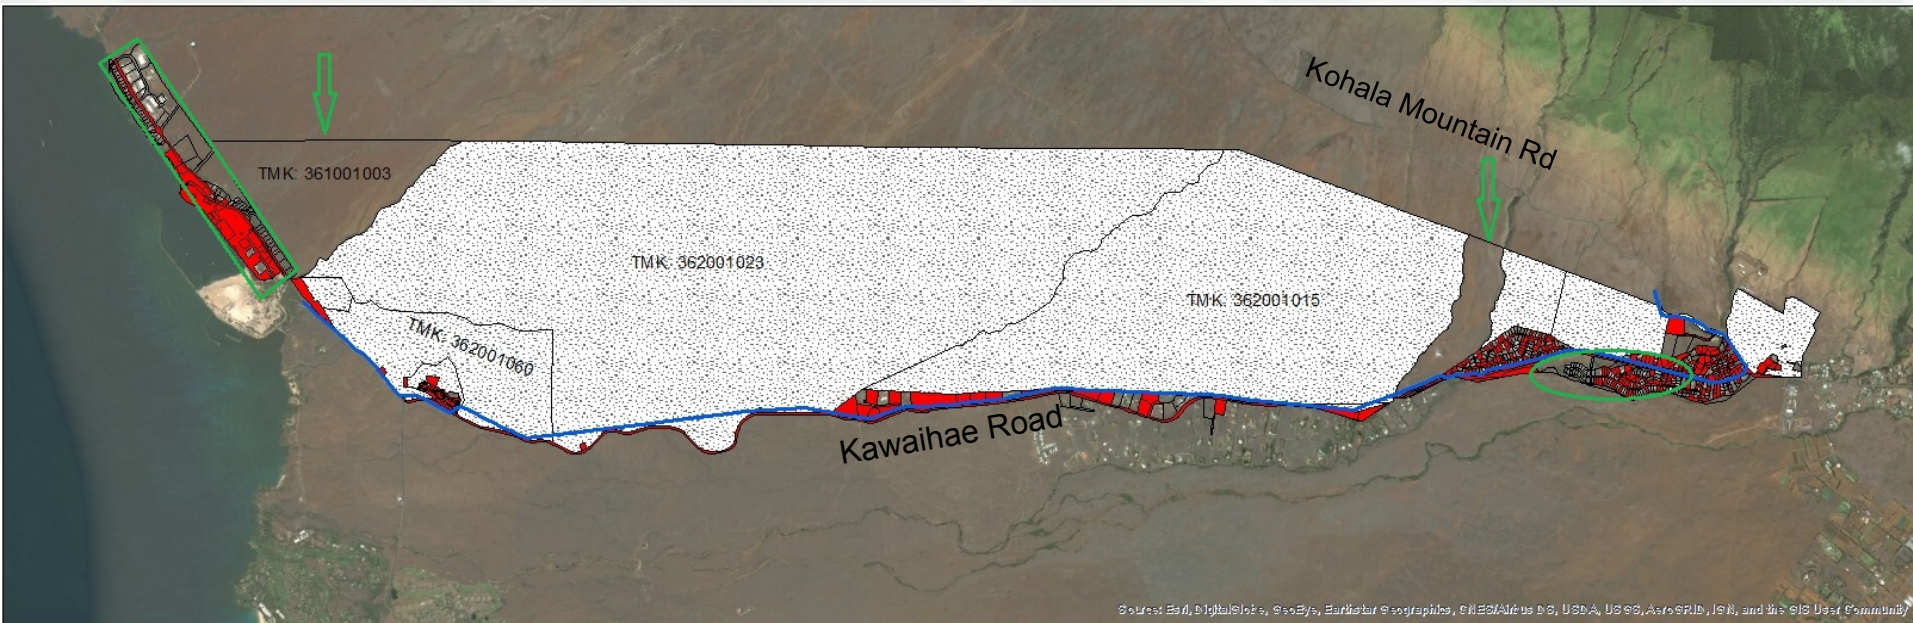 Kohala Mountain Rd
TMK: 361001003
TMK: 362001023
TMK: 362001015
TMK: 362001060
Kawaihae Road
Source: Esri, DigitalGlobe, GeoEye, Earthstar Geographics, CNES/Airbus DS, USDA, USGS, AeroGRID, IGN, and the GIS User Community